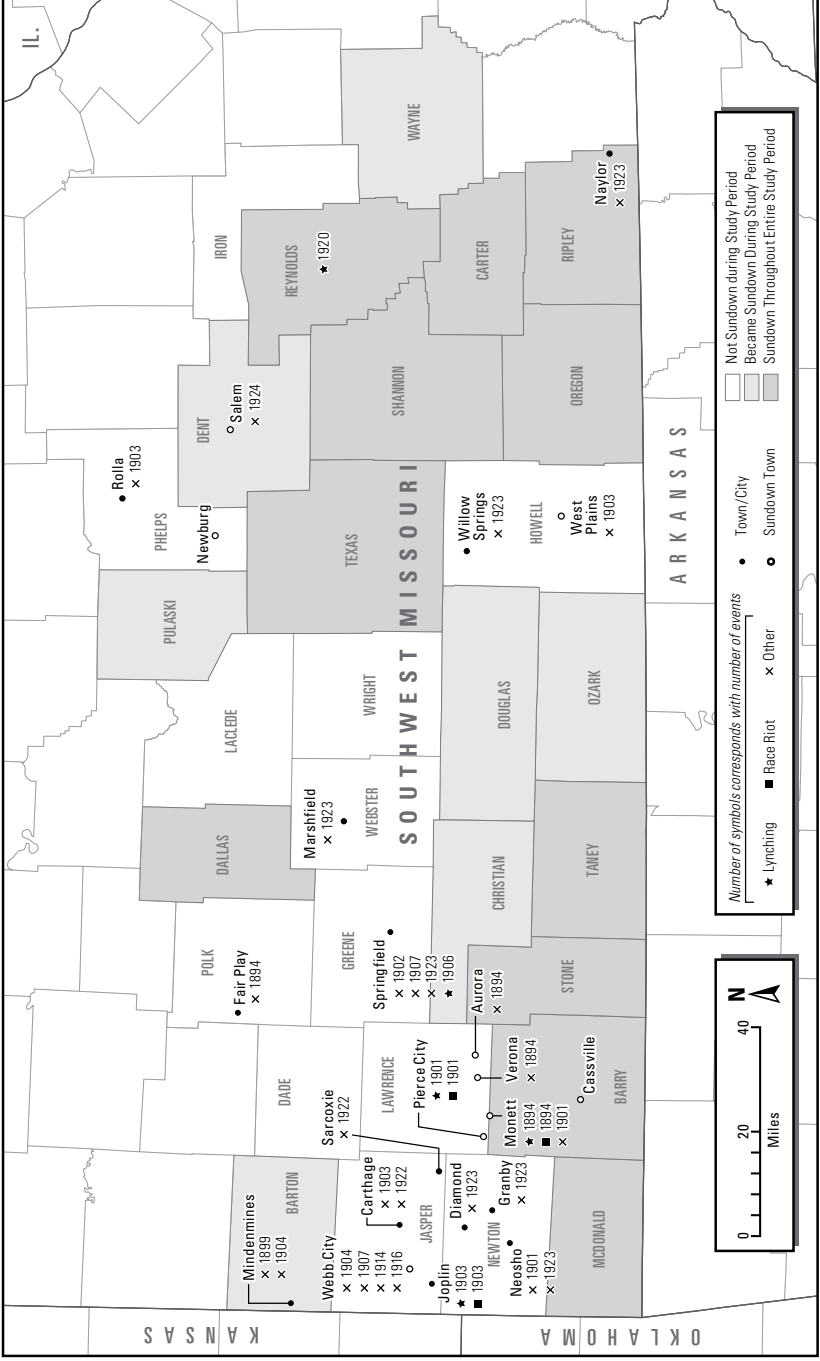 IL.
KANSAS
OKLAHOMA
ARKANSAS
SOUTHWEST MISSOURI
BARTON
Mindenmines
× 1899
× 1904
Webb City
× 1904
× 1907
× 1914
× 1916
Carthage
× 1903
× 1922
JASPER
Joplin
★ 1903
■ 1903
Sarcoxie
× 1922
Diamond
× 1923
NEWTON
Granby
× 1923
Neosho
× 1901
× 1923
MCDONALD
DADE
LAWRENCE
Pierce City
★ 1901
■ 1901
Monett
★ 1894
■ 1894
× 1901
Verona
× 1894
Aurora
× 1894
Cassville
BARRY
POLK
Fair Play
× 1894
GREENE
Springfield
× 1902
× 1907
× 1923
★ 1906
CHRISTIAN
STONE
TANEY
DALLAS
Marshfield
× 1923
WEBSTER
LACLEDE
WRIGHT
DOUGLAS
OZARK
PULASKI
PHELPS
Rolla
× 1903
Newburg
DENT
Salem
× 1924
TEXAS
Willow
Springs
× 1923
HOWELL
West
Plains
× 1903
SHANNON
OREGON
IRON
REYNOLDS
★ 1920
CARTER
RIPLEY
Naylor
× 1923
WAYNE
0 20 40
Miles
N
Number of symbols corresponds with number of events
★ Lynching
■ Race Riot
× Other
Town/City
Sundown Town
Not Sundown during Study Period
Became Sundown During Study Period
Sundown Throughout Entire Study Period